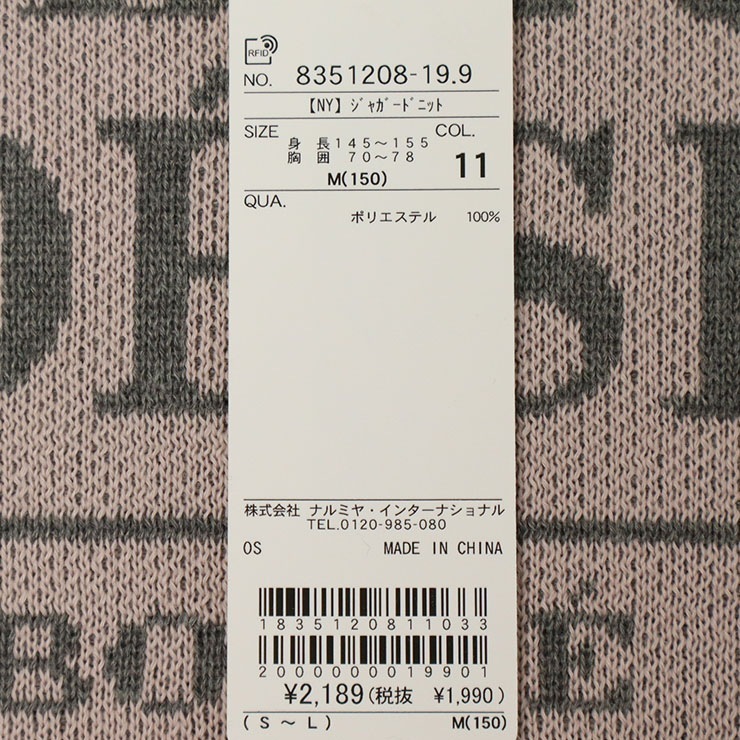 RFID
NO. 8351208-19.9
【NY】ｼﾞｬｶﾞｰﾄﾞﾆｯﾄ
SIZE 身長145～155 COL.
胸囲 70～78 11
M(150)
QUA.
ポリエステル 100%
株式会社 ナルミヤ・インターナショナル
TEL.0120-985-080
OS MADE IN CHINA
1835120811033
2000000019901
¥2,189(税抜 ¥1,990)
(S～L) M(150)